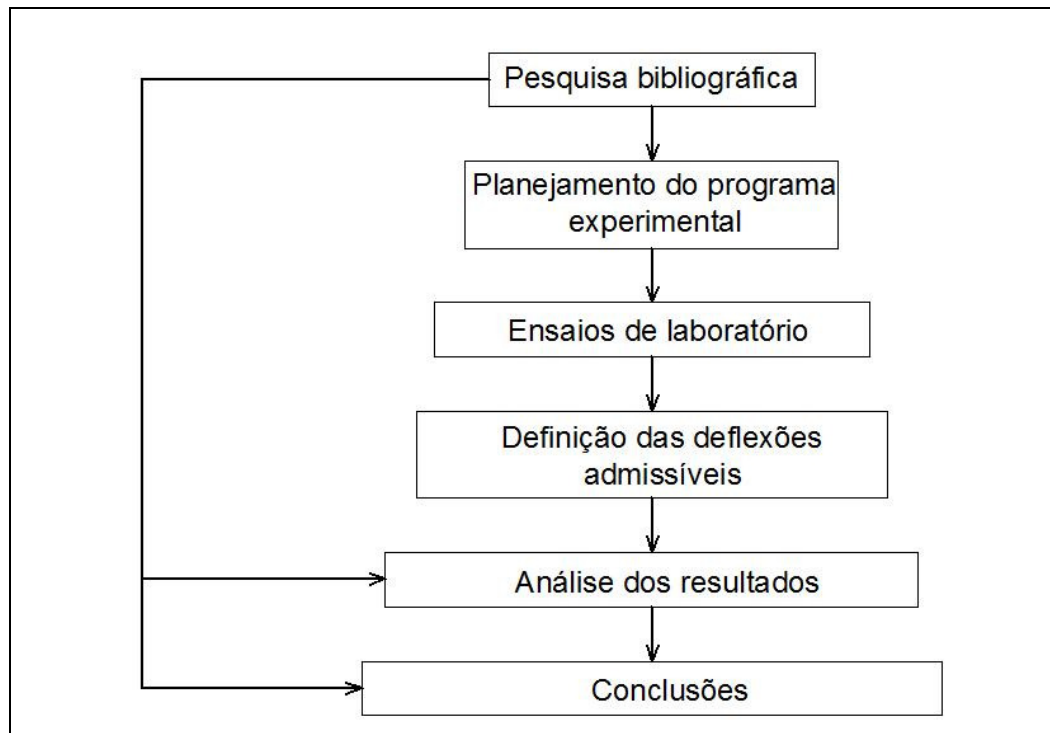 Pesquisa bibliográfica
Planejamento do programa
experimental
Ensaios de laboratório
Definição das deflexões
admissíveis
Análise dos resultados
Conclusões